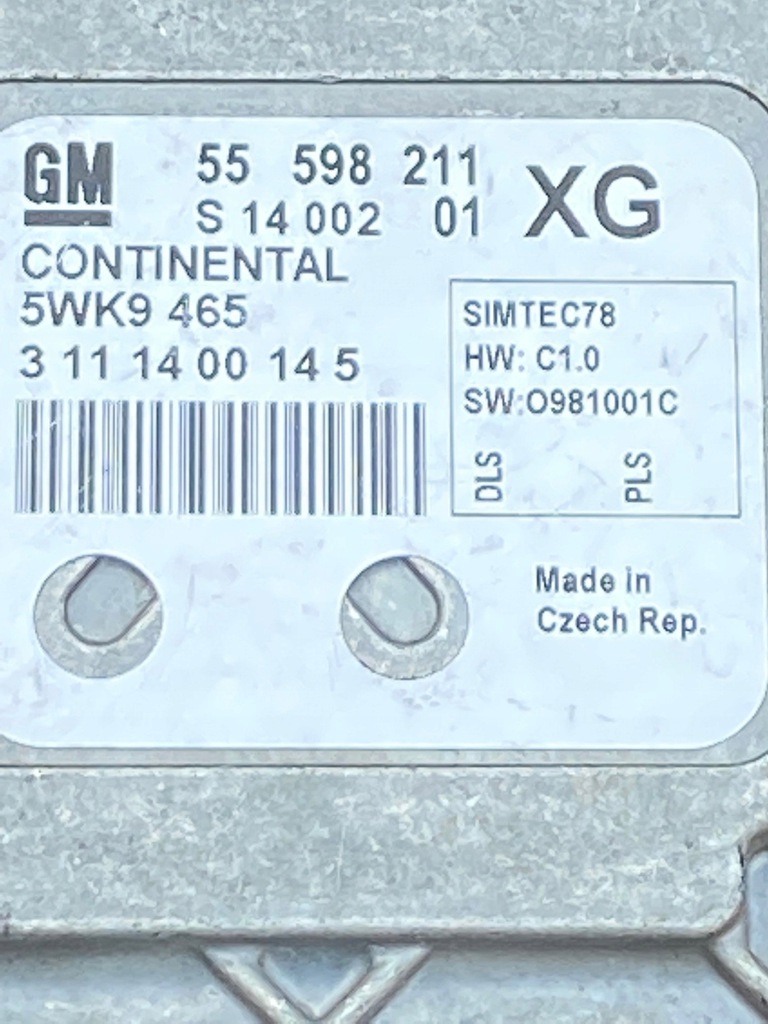 GM 55 598 211 XG
S 14 002 01
CONTINENTAL
5WK9 465
3 11 14 00 14 5
SIMTEC78
HW: C1.0
SW:O981001C
DLS PLS
Made in
Czech Rep.